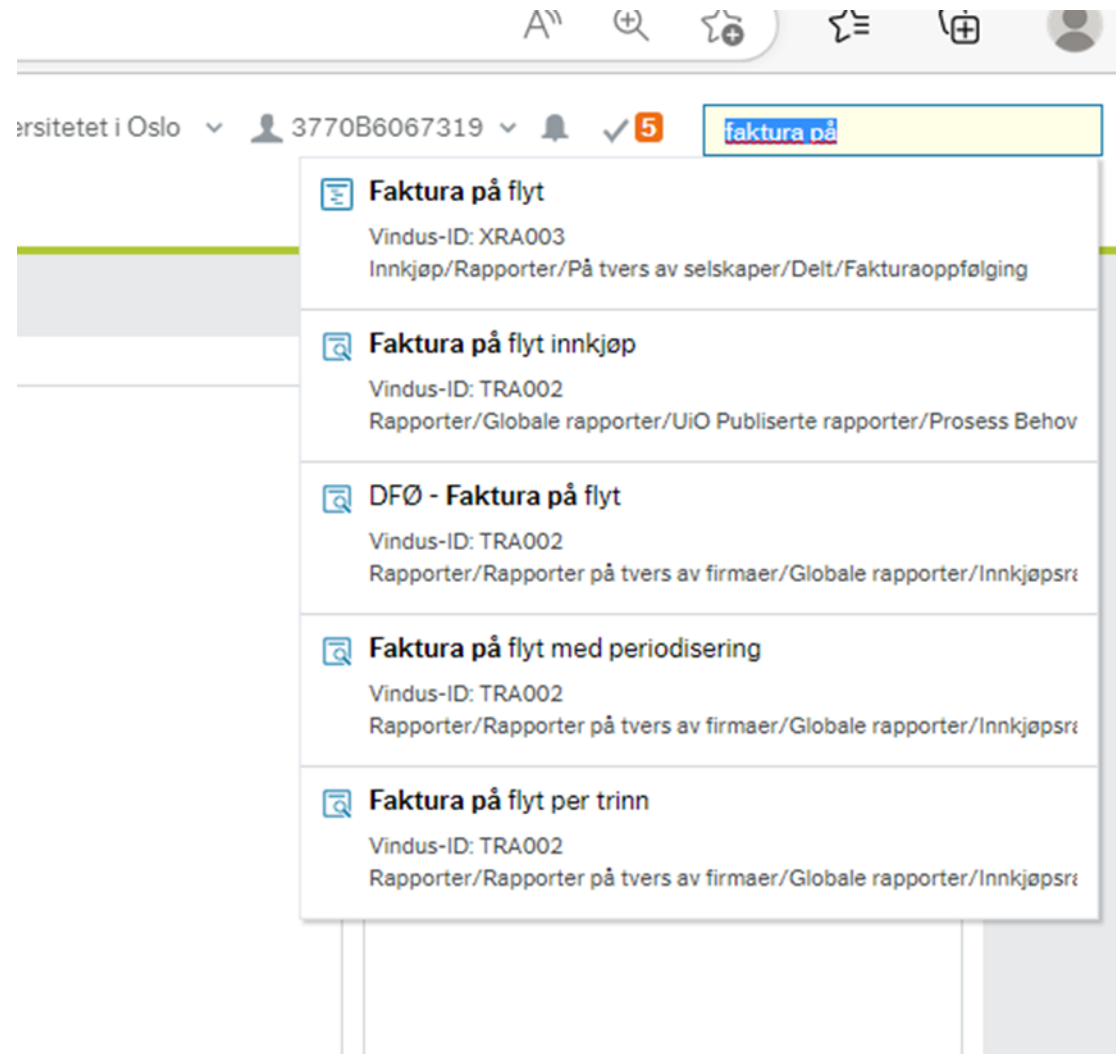 ersitetet i Oslo 3770B6067319 5 faktura på
Faktura på flyt
Vindus-ID: XRA003
Innkjøp/Rapporter/På tvers av selskaper/Delt/Fakturaoppfølging
Faktura på flyt innkjøp
Vindus-ID: TRA002
Rapporter/Globale rapporter/UiO Publiserte rapporter/Prosess Behov
DFØ - Faktura på flyt
Vindus-ID: TRA002
Rapporter/Rapporter på tvers av firmaer/Globale rapporter/Innkjøpsra
Faktura på flyt med periodisering
Vindus-ID: TRA002
Rapporter/Rapporter på tvers av firmaer/Globale rapporter/Innkjøpsra
Faktura på flyt per trinn
Vindus-ID: TRA002
Rapporter/Rapporter på tvers av firmaer/Globale rapporter/Innkjøpsra